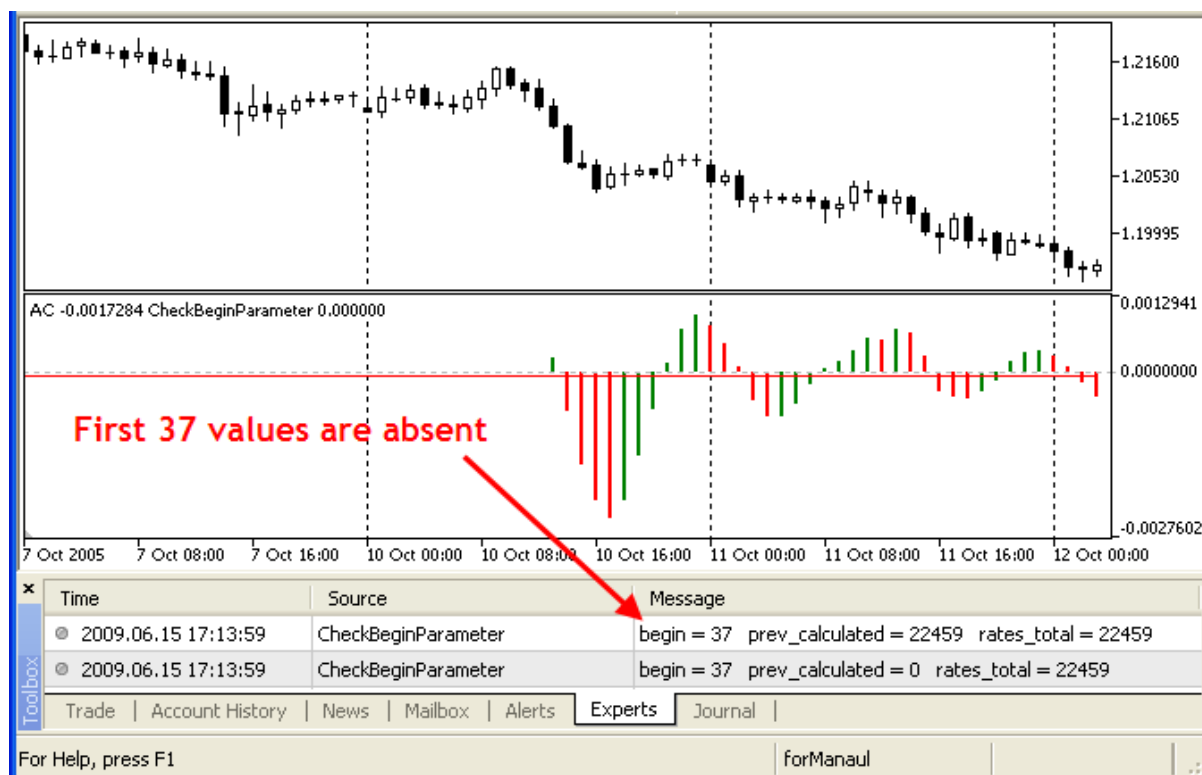 1.21600
1.21065
1.20530
1.19995
AC -0.0017284 CheckBeginParameter 0.000000
0.0012941
0.0000000
First 37 values are absent
-0.0027602
7 Oct 2005 7 Oct 08:00 7 Oct 16:00 10 Oct 00:00 10 Oct 08:00 10 Oct 16:00 11 Oct 00:00 11 Oct 08:00 11 Oct 16:00 12 Oct 00:00
Time Source Message
2009.06.15 17:13:59 CheckBeginParameter begin = 37 prev_calculated = 22459 rates_total = 22459
2009.06.15 17:13:59 CheckBeginParameter begin = 37 prev_calculated = 0 rates_total = 22459
Toolbox
Trade | Account History | News | Mailbox | Alerts Experts Journal |
For Help, press F1 forManaul